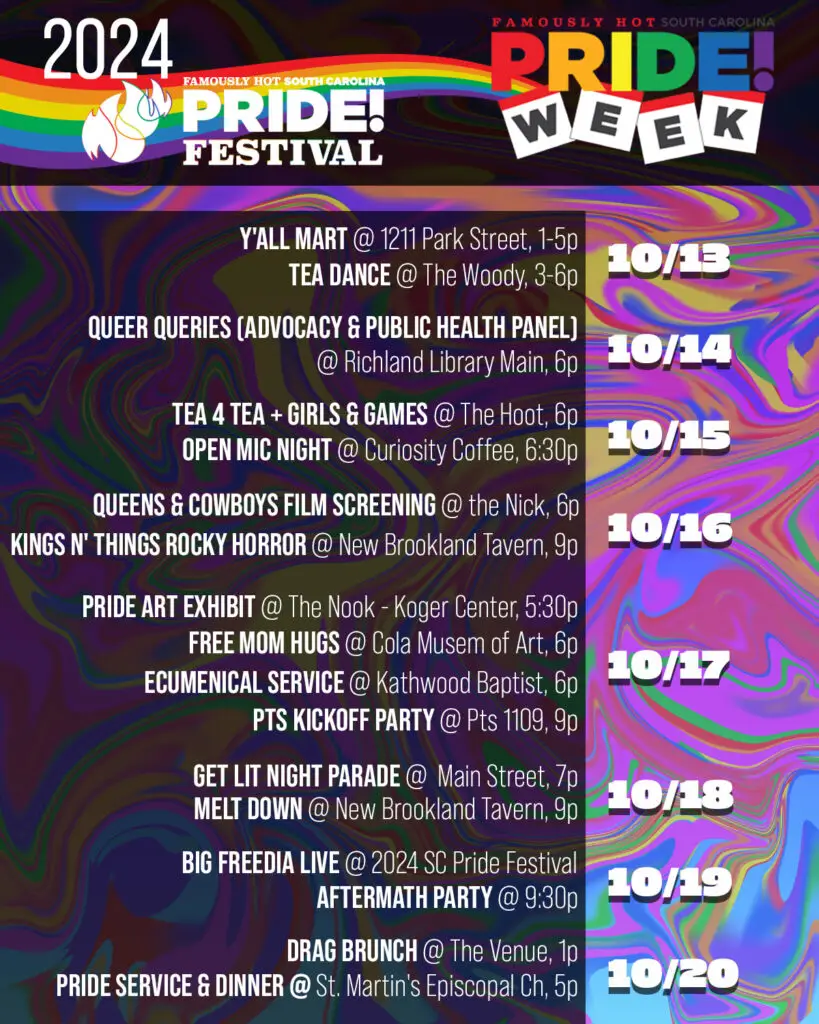 2024
FAMOUSLY HOT SOUTH CAROLINA
PRIDE!
FESTIVAL
FAMOUSLY HOT SOUTH CAROLINA
PRIDE!
WEEK
Y'ALL MART @ 1211 Park Street, 1-5p
TEA DANCE @ The Woody, 3-6p
10/13
QUEER QUERIES (ADVOCACY & PUBLIC HEALTH PANEL)
@ Richland Library Main, 6p
10/14
TEA 4 TEA + GIRLS & GAMES @ The Hoot, 6p
OPEN MIC NIGHT @ Curiosity Coffee, 6:30p
10/15
QUEENS & COWBOYS FILM SCREENING @ the Nick, 6p
KINGS N' THINGS ROCKY HORROR @ New Brookland Tavern, 9p
10/16
PRIDE ART EXHIBIT @ The Nook - Koger Center, 5:30p
FREE MOM HUGS @ Cola Musem of Art, 6p
ECUMENICAL SERVICE @ Kathwood Baptist, 6p
PTS KICKOFF PARTY @ Pts 1109, 9p
10/17
GET LIT NIGHT PARADE @ Main Street, 7p
MELT DOWN @ New Brookland Tavern, 9p
10/18
BIG FREEDIA LIVE @ 2024 SC Pride Festival
AFTERMATH PARTY @ 9:30p
10/19
DRAG BRUNCH @ The Venue, 1p
PRIDE SERVICE & DINNER @ St. Martin's Episcopal Ch, 5p
10/20